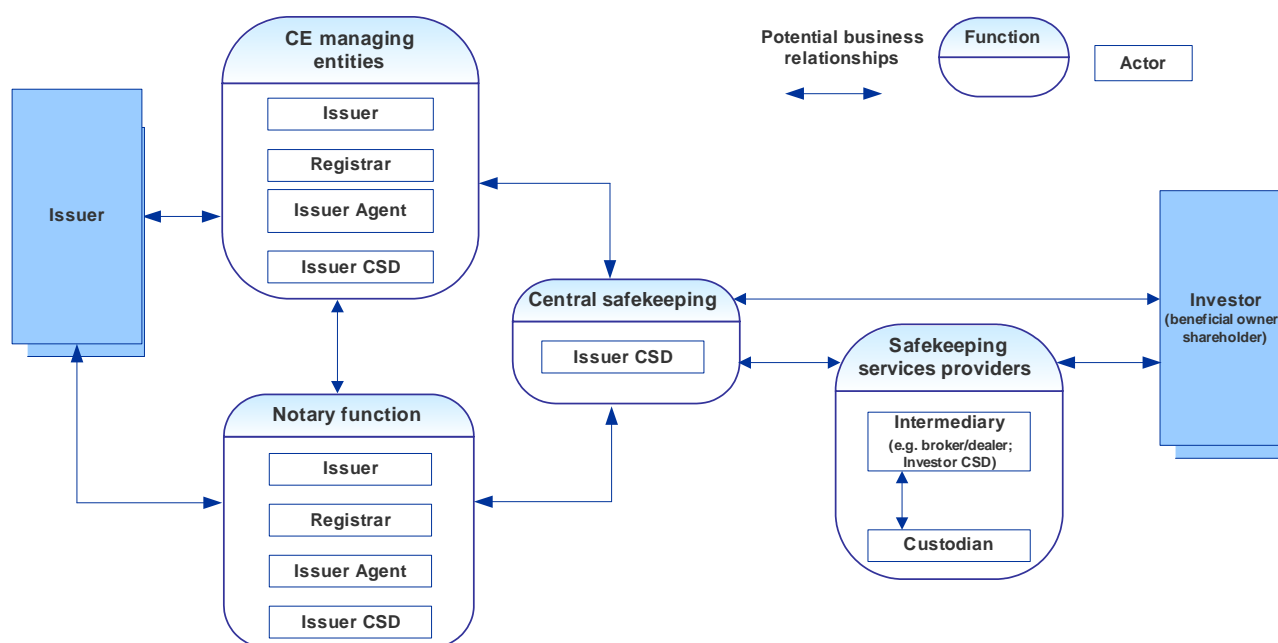 CE managing
entities
Issuer
Registrar
Issuer Agent
Issuer CSD
Potential business
relationships
Function
Actor
Issuer
Central safekeeping
Issuer CSD
Safekeeping
services providers
Intermediary
(e.g. broker/dealer;
Investor CSD)
Custodian
Investor
(beneficial owner
shareholder)
Notary function
Issuer
Registrar
Issuer Agent
Issuer CSD